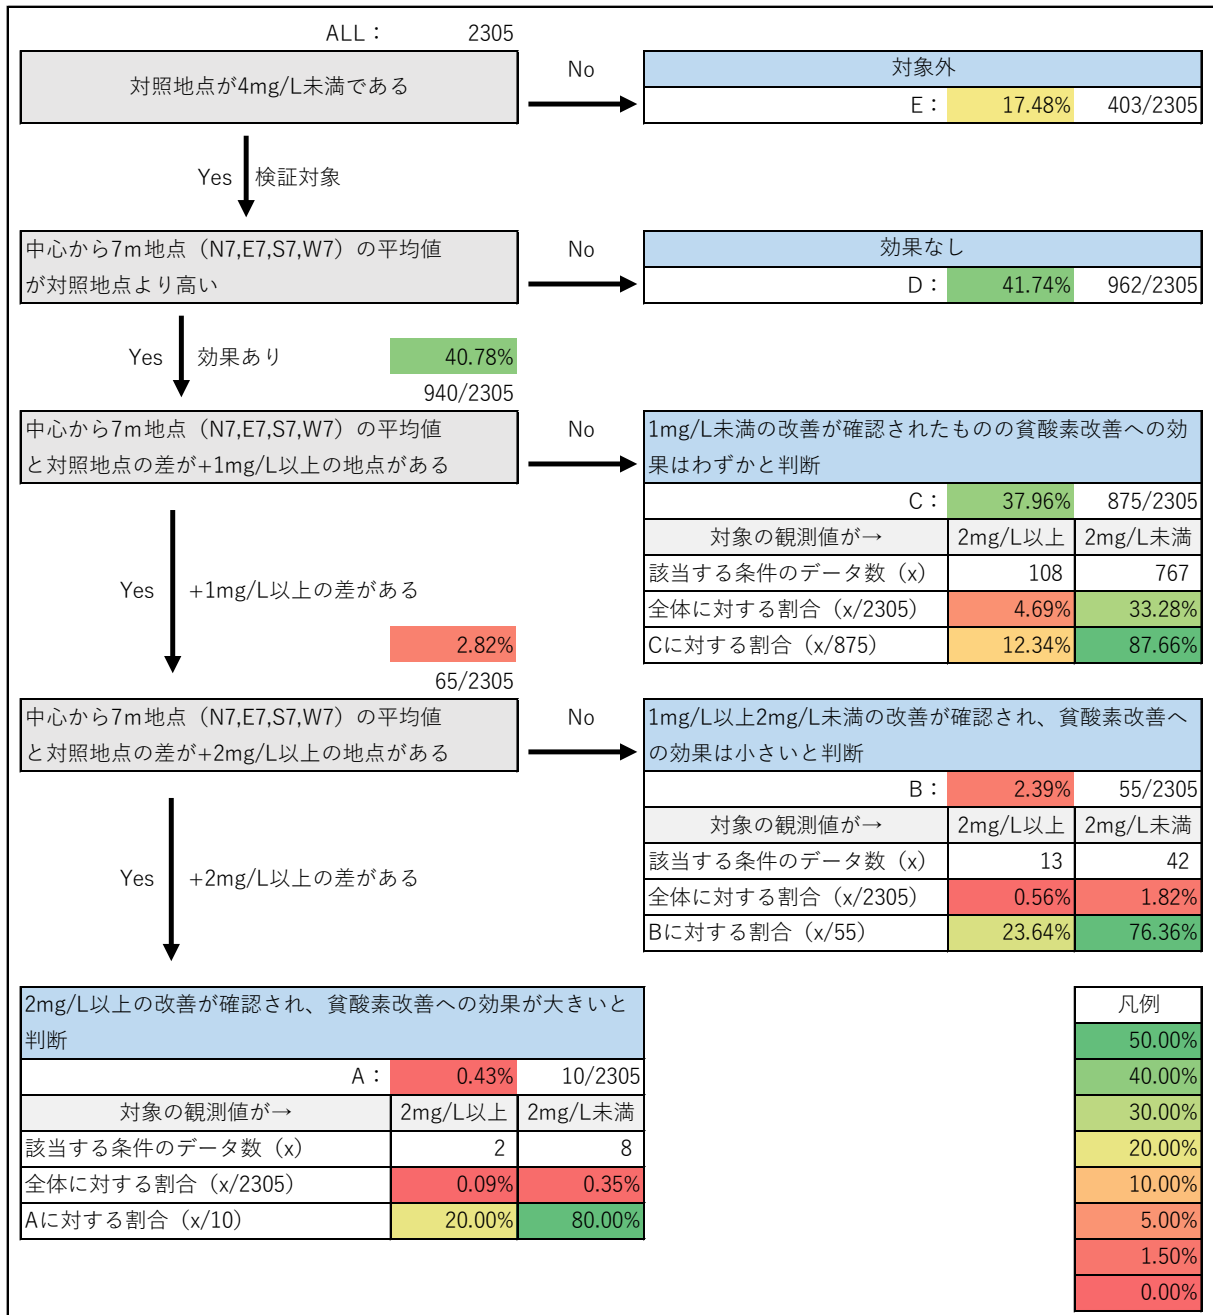 ALL： 2305
対照地点が4mg/L未満である
No
対象外
E： 17.48% 403/2305
Yes 検証対象
中心から7m地点（N7,E7,S7,W7）の平均値
が対照地点より高い
No
効果なし
D： 41.74% 962/2305
Yes 効果あり
40.78%
940/2305
中心から7m地点（N7,E7,S7,W7）の平均値
と対照地点の差が+1mg/L以上の地点がある
No
1mg/L未満の改善が確認されたものの貧酸素改善への効
果はわずかと判断
C： 37.96% 875/2305
対象の観測値が→ 2mg/L以上 2mg/L未満
該当する条件のデータ数（x） 108 767
全体に対する割合（x/2305） 4.69% 33.28%
Cに対する割合（x/875） 12.34% 87.66%
Yes +1mg/L以上の差がある
2.82%
65/2305
中心から7m地点（N7,E7,S7,W7）の平均値
と対照地点の差が+2mg/L以上の地点がある
No
1mg/L以上2mg/L未満の改善が確認され、貧酸素改善へ
の効果は小さいと判断
B： 2.39% 55/2305
対象の観測値が→ 2mg/L以上 2mg/L未満
該当する条件のデータ数（x） 13 42
全体に対する割合（x/2305） 0.56% 1.82%
Bに対する割合（x/55） 23.64% 76.36%
Yes +2mg/L以上の差がある
2mg/L以上の改善が確認され、貧酸素改善への効果が大きいと
判断
A： 0.43% 10/2305
対象の観測値が→ 2mg/L以上 2mg/L未満
該当する条件のデータ数（x） 2 8
全体に対する割合（x/2305） 0.09% 0.35%
Aに対する割合（x/10） 20.00% 80.00%
凡例
50.00%
40.00%
30.00%
20.00%
10.00%
5.00%
1.50%
0.00%